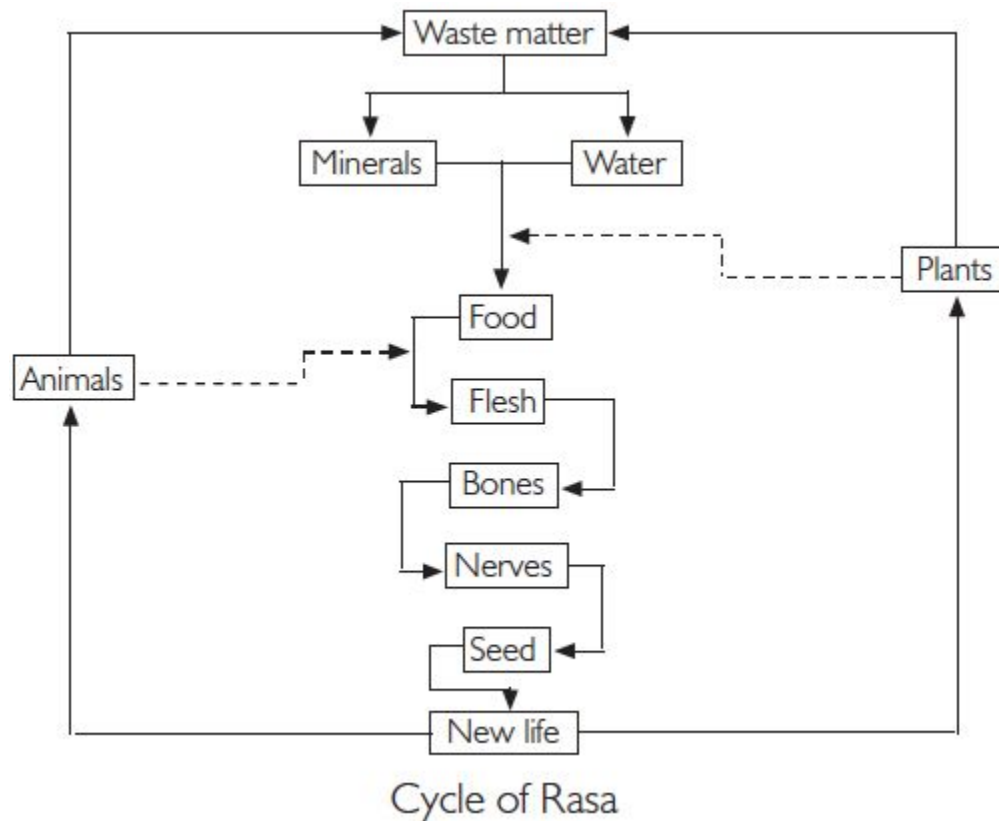 Waste matter
Minerals
Water
Plants
Food
Animals
Flesh
Bones
Nerves
Seed
New life
Cycle of Rasa